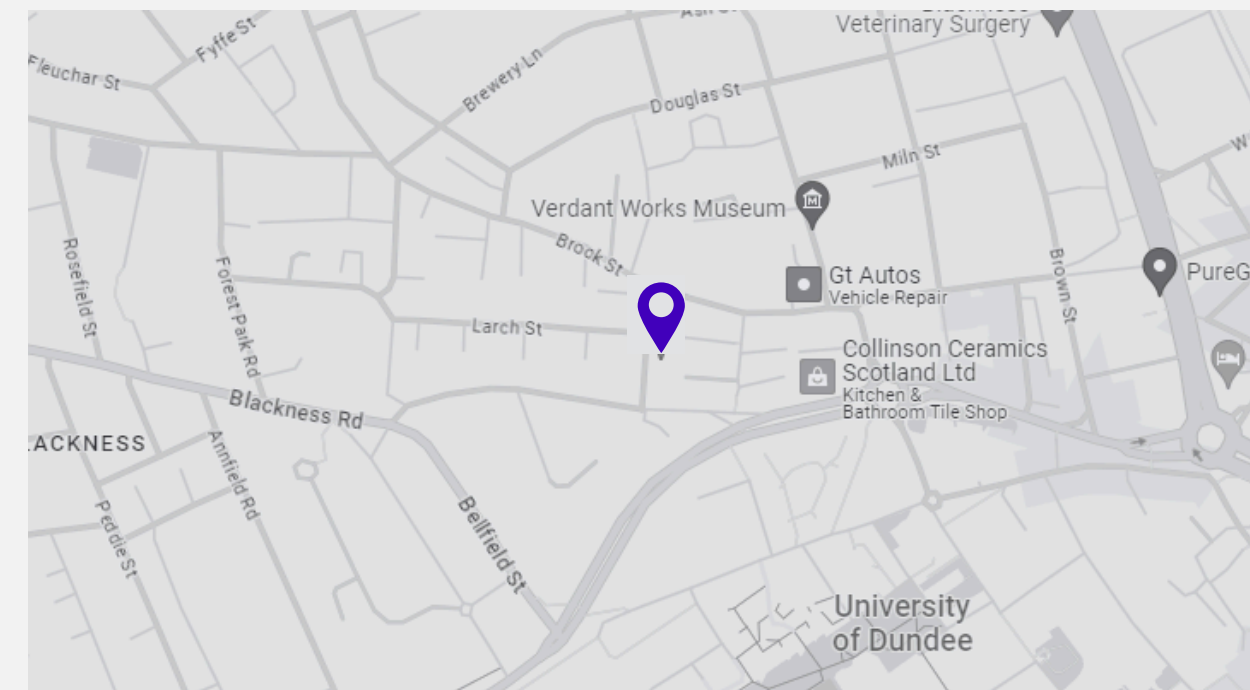 Veterinary Surgery
Fyffe St
Fleuchar St
Brewery Ln
Douglas St
Miln St
Verdant Works Museum
Brook St
Rosefield St
Forest Park Rd
Brown St
Gt Autos
Vehicle Repair
PureG
Larch St
Collinson Ceramics
Scotland Ltd
Kitchen &
Bathroom Tile Shop
Blackness Rd
LACKNESS
Annfield Rd
Peddie St
Bellfield St
University
of Dundee